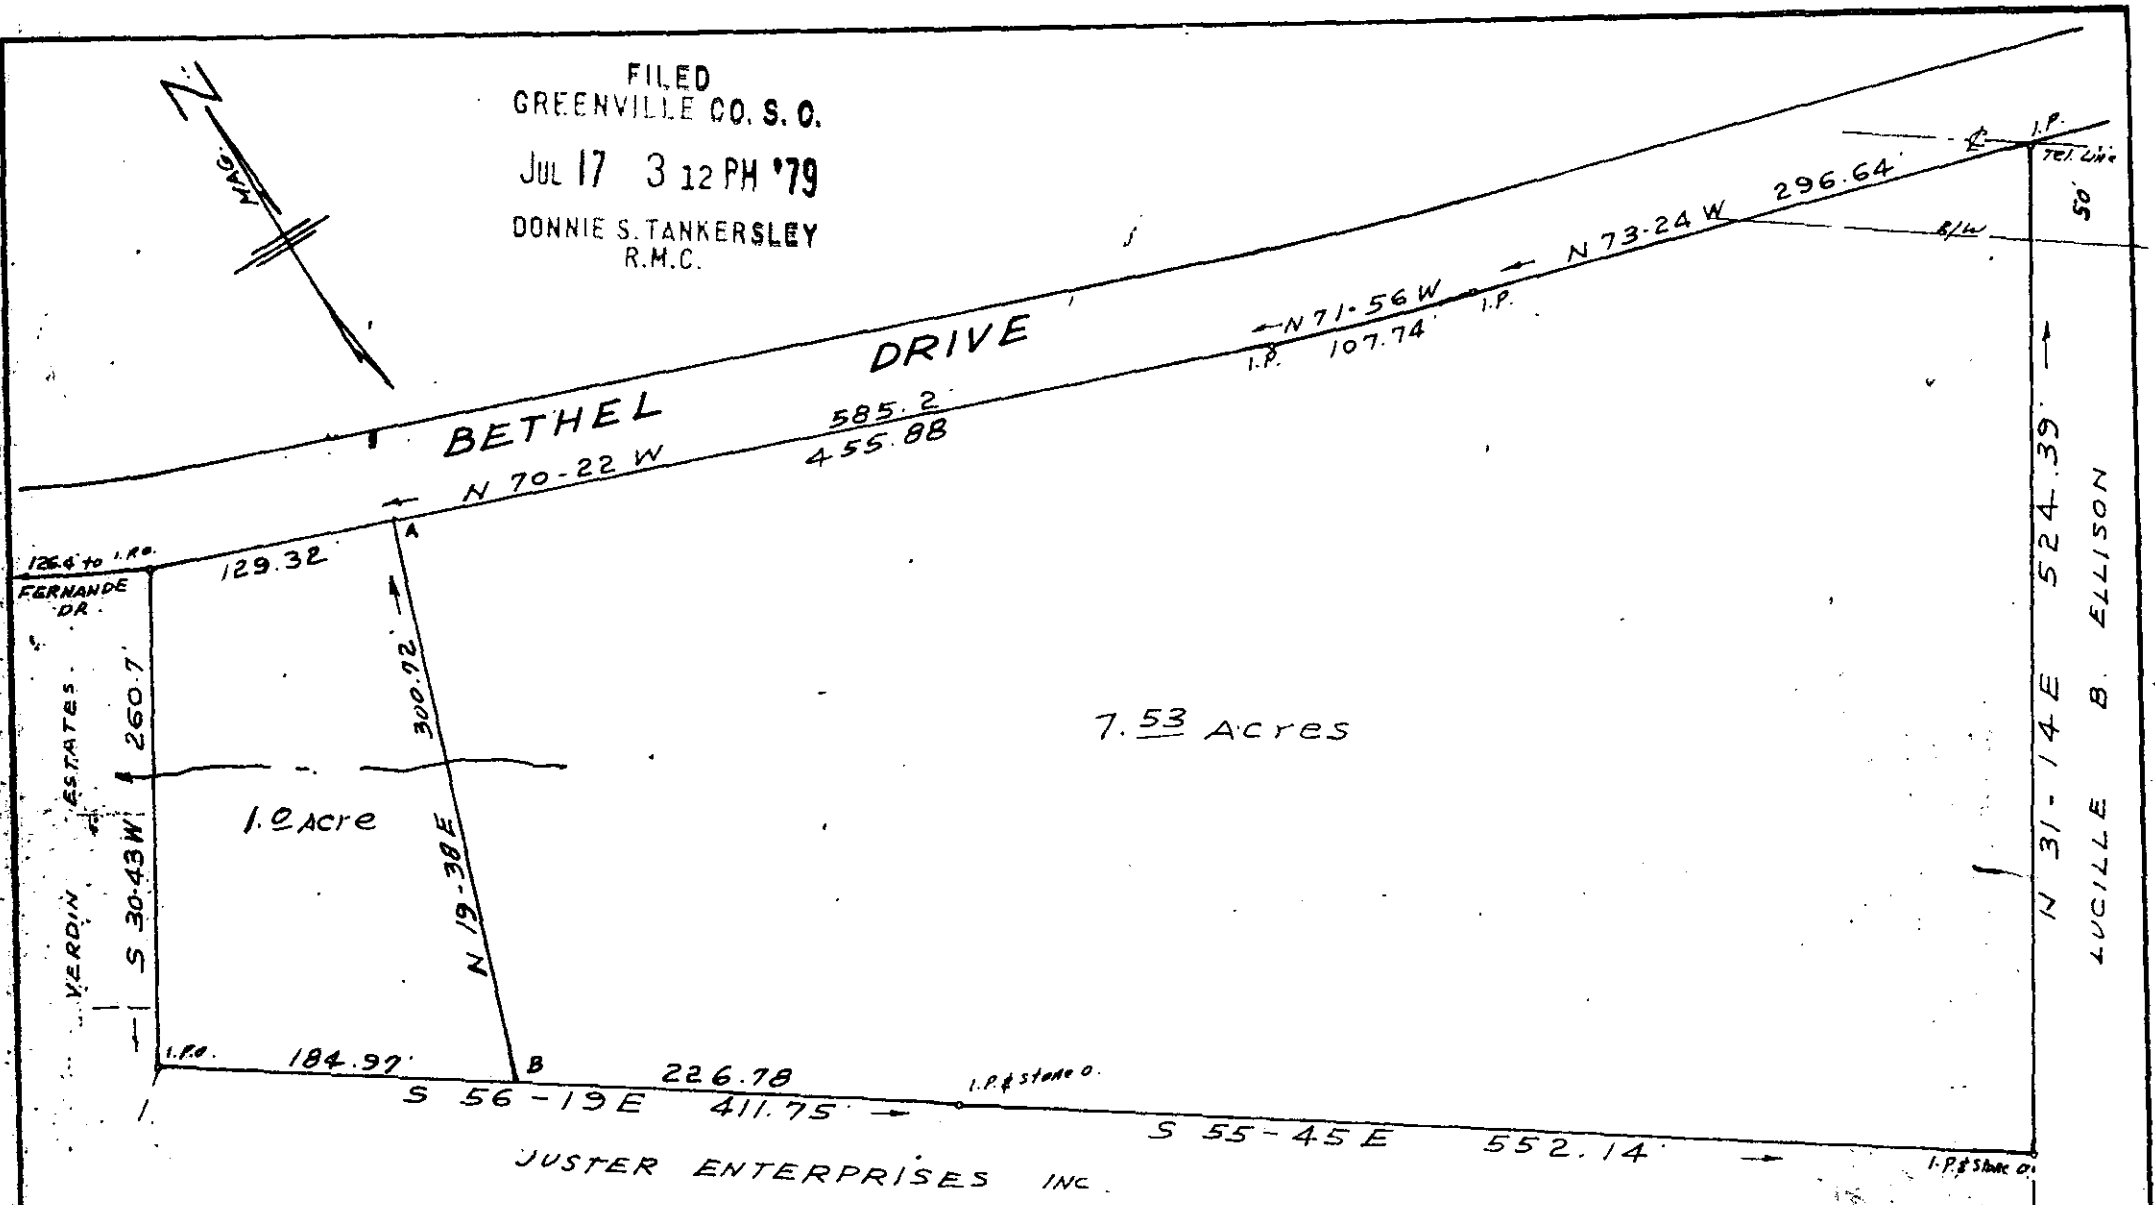 FILED
GREENVILLE CO. S. C.
JUL 17 3 12 PM '79
DONNIE S. TANKERSLEY
R.M.C.
N
MAG.
BETHEL DRIVE
I.P.
℄
Tel. Line
50'
R/W
296.64'
N 73-24 W
I.P.
N 71-56 W
107.74'
I.P.
585.2
455.88
N 70-22 W
A
129.32
126.4 to
I.P.O.
FERNANDE
DR.
300.72'
N 19-38 E
VERDIN ESTATES
S 30-43 W 260.7'
1.0 Acre
7.53 Acres
N 31-14 E 524.39'
LUCILLE B. ELLISON
I.P.O.
184.97'
B
226.78
I.P. & Stone O.
S 56-19 E 411.75'
S 55-45 E 552.14'
I.P. & Stone O.
JUSTER ENTERPRISES INC.